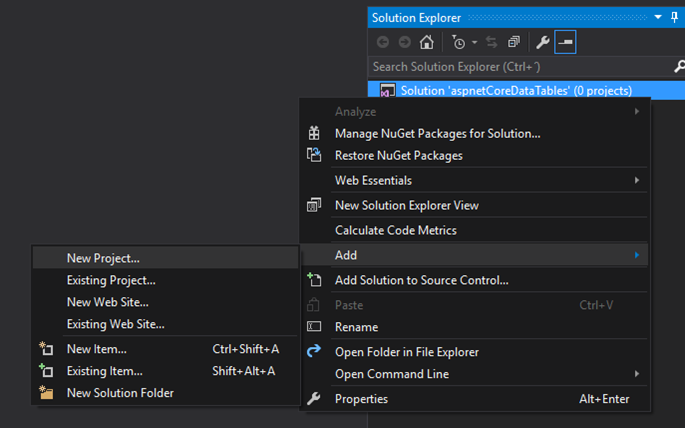 Solution Explorer
Search Solution Explorer (Ctrl+´)
Solution 'aspnetCoreDataTables' (0 projects)
Analyze
Manage NuGet Packages for Solution...
Restore NuGet Packages
Web Essentials
New Solution Explorer View
Calculate Code Metrics
Add
Add Solution to Source Control...
Paste Ctrl+V
Rename
Open Folder in File Explorer
Open Command Line
Properties Alt+Enter
New Project...
Existing Project...
New Web Site...
Existing Web Site...
New Item... Ctrl+Shift+A
Existing Item... Shift+Alt+A
New Solution Folder